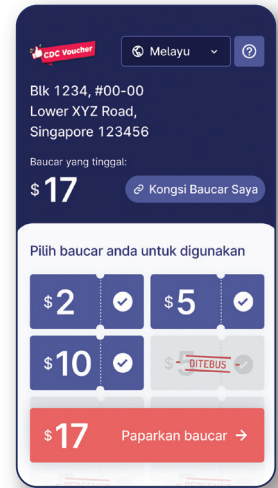 CDC Voucher
Melayu
Blk 1234, #00-00
Lower XYZ Road,
Singapore 123456
Baucar yang tinggal:
$17
Kongsi Baucar Saya
Pilih baucar anda untuk digunakan
$2
$5
$10
$5 DITEBUS
$17 Paparkan baucar →